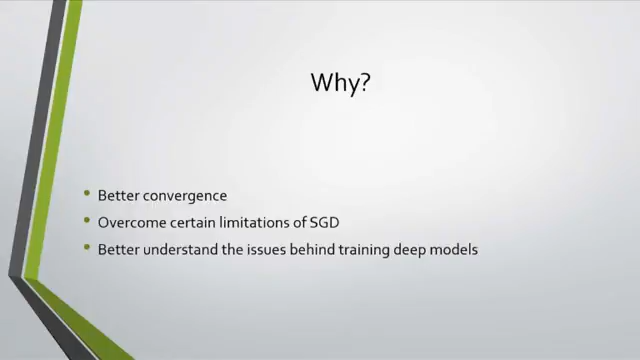 Why?
Better convergence
Overcome certain limitations of SGD
Better understand the issues behind training deep models